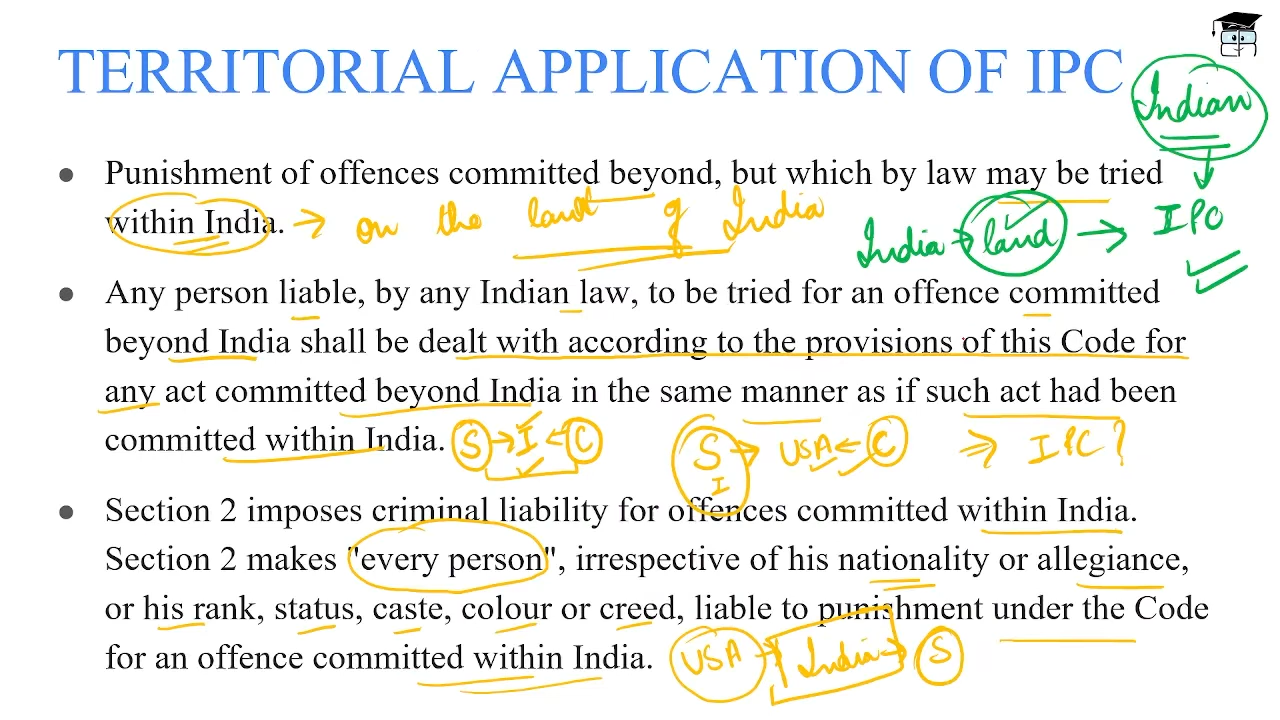 TERRITORIAL APPLICATION OF IPC
Indian
● Punishment of offences committed beyond, but which by law may be tried
within India. → on the land of India
India → land → IPC
● Any person liable, by any Indian law, to be tried for an offence committed
beyond India shall be dealt with according to the provisions of this Code for
any act committed beyond India in the same manner as if such act had been
committed within India. S → I ← C S → USA ← C ⇒ IPC?
I
● Section 2 imposes criminal liability for offences committed within India.
Section 2 makes "every person", irrespective of his nationality or allegiance,
or his rank, status, caste, colour or creed, liable to punishment under the Code
for an offence committed within India. USA → India → S